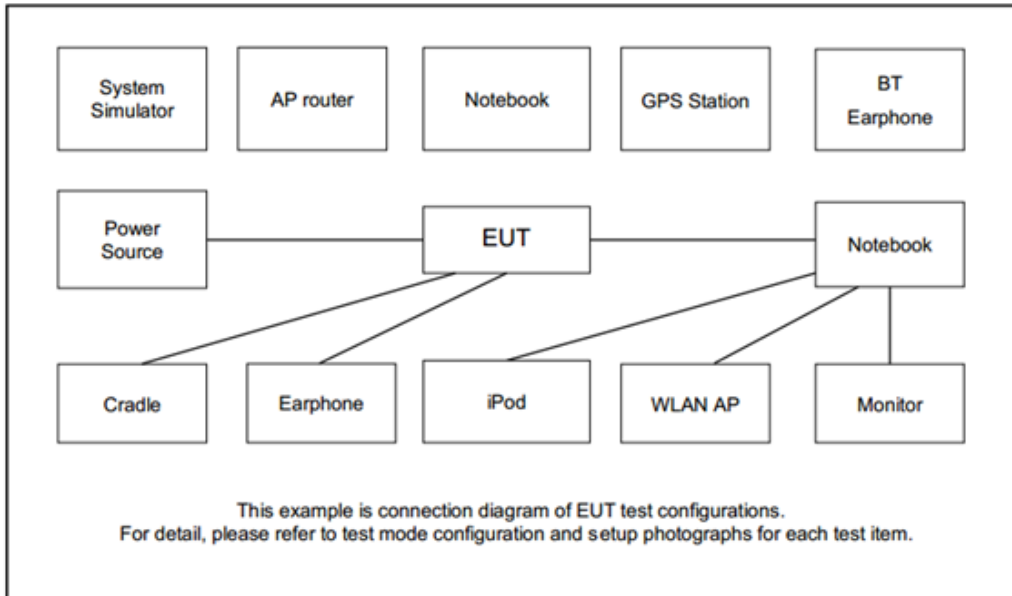 System
Simulator
AP router
Notebook
GPS Station
BT
Earphone
Power
Source
EUT
Notebook
Cradle
Earphone
iPod
WLAN AP
Monitor
This example is connection diagram of EUT test configurations.
For detail, please refer to test mode configuration and setup photographs for each test item.